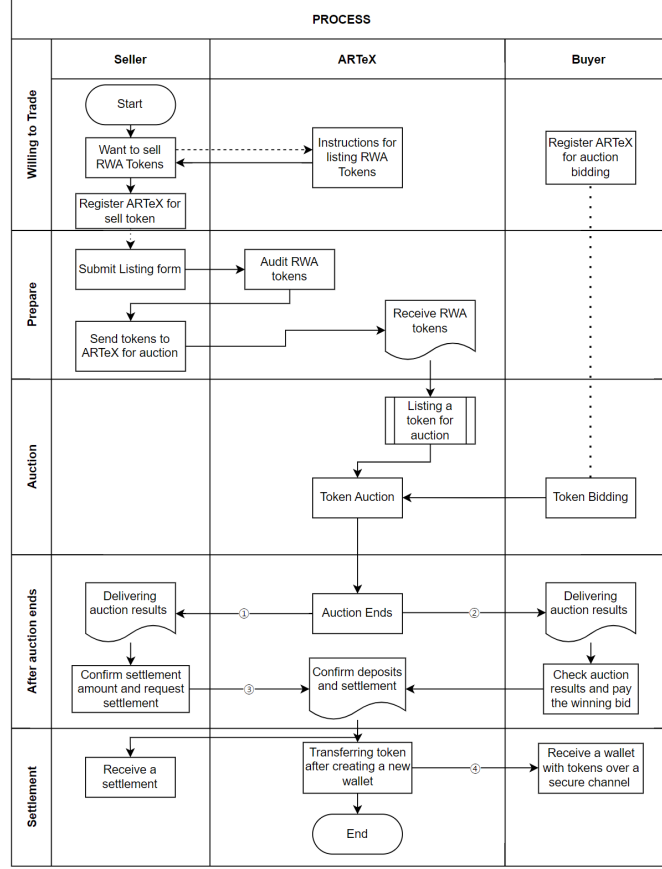 PROCESS
Seller
ARTeX
Buyer
Willing to Trade
Start
Want to sell
RWA Tokens
Instructions for
listing RWA
Tokens
Register ARTeX
for auction
bidding
Register ARTeX for
sell token
Prepare
Submit Listing form
Audit RWA
tokens
Send tokens to
ARTeX for auction
Receive RWA
tokens
Auction
Listing a
token for
auction
Token Auction
Token Bidding
After auction ends
Delivering
auction results
①
Auction Ends
②
Delivering
auction results
Confirm settlement
amount and request
settlement
③
Confirm deposits
and settlement
Check auction
results and pay
the winning bid
Settlement
Receive a
settlement
Transferring token
after creating a new
wallet
④
Receive a wallet
with tokens over a
secure channel
End